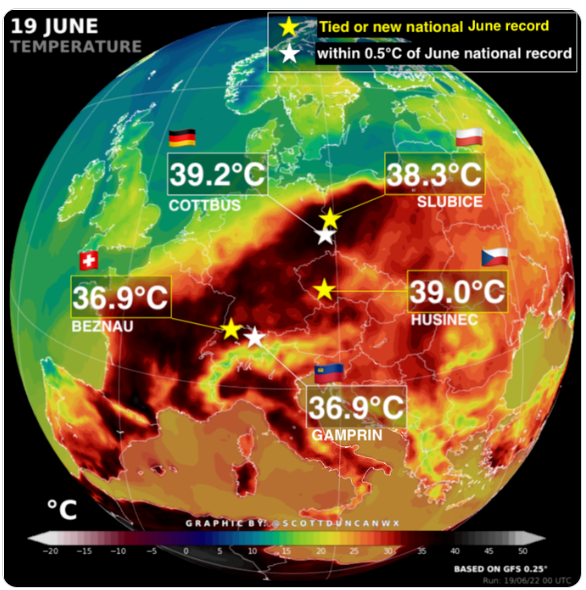 19 JUNE
TEMPERATURE
Tied or new national June record
within 0.5°C of June national record
39.2°C
COTTBUS
38.3°C
SLUBICE
36.9°C
BEZNAU
39.0°C
HUSINEC
36.9°C
GAMPRIN
°C
GRAPHIC BY: @SCOTTDUNCANWX
−20 −15 −10 −5 0 5 10 15 20 25 30 35 40 45 50
BASED ON GFS 0.25°
Run: 19/06/22 00 UTC